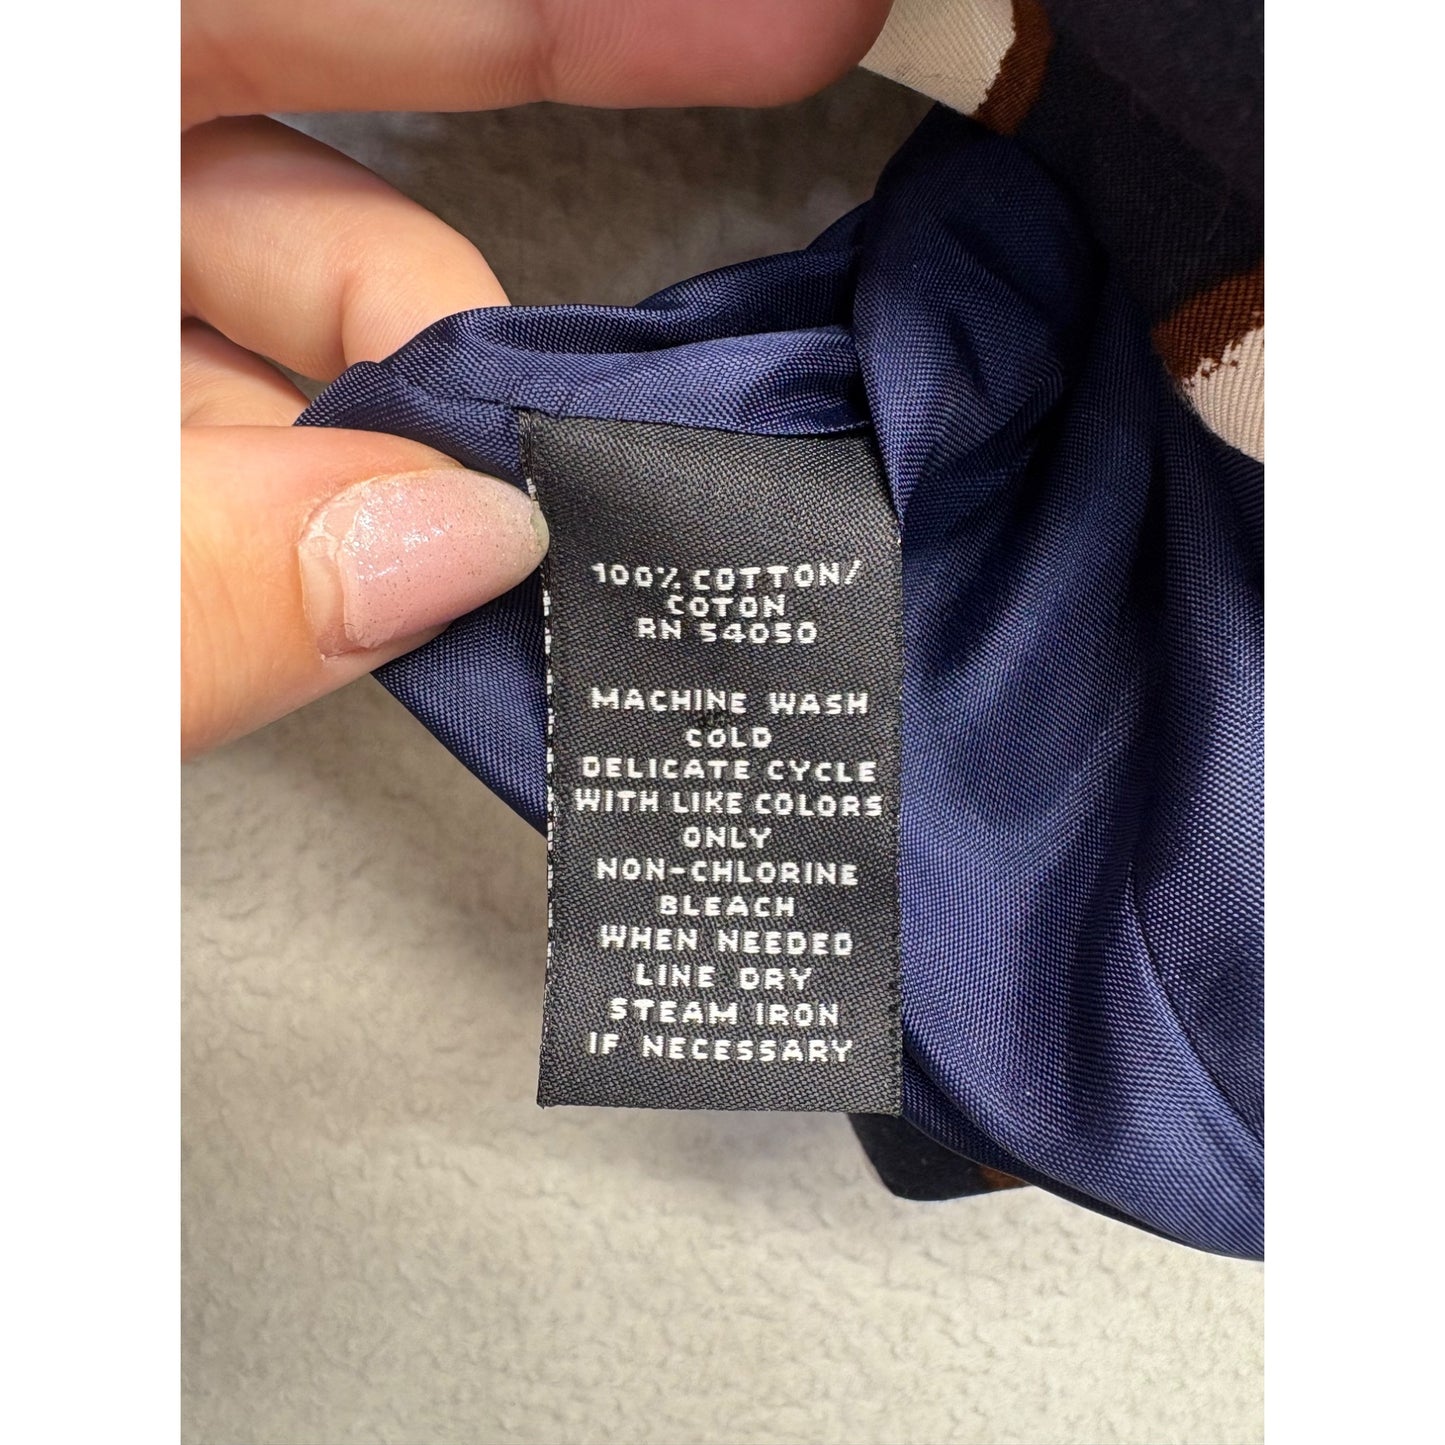 100% COTTON/
COTON
RN 54050
MACHINE WASH
COLD
DELICATE CYCLE
WITH LIKE COLORS
ONLY
NON-CHLORINE
BLEACH
WHEN NEEDED
LINE DRY
STEAM IRON
IF NECESSARY